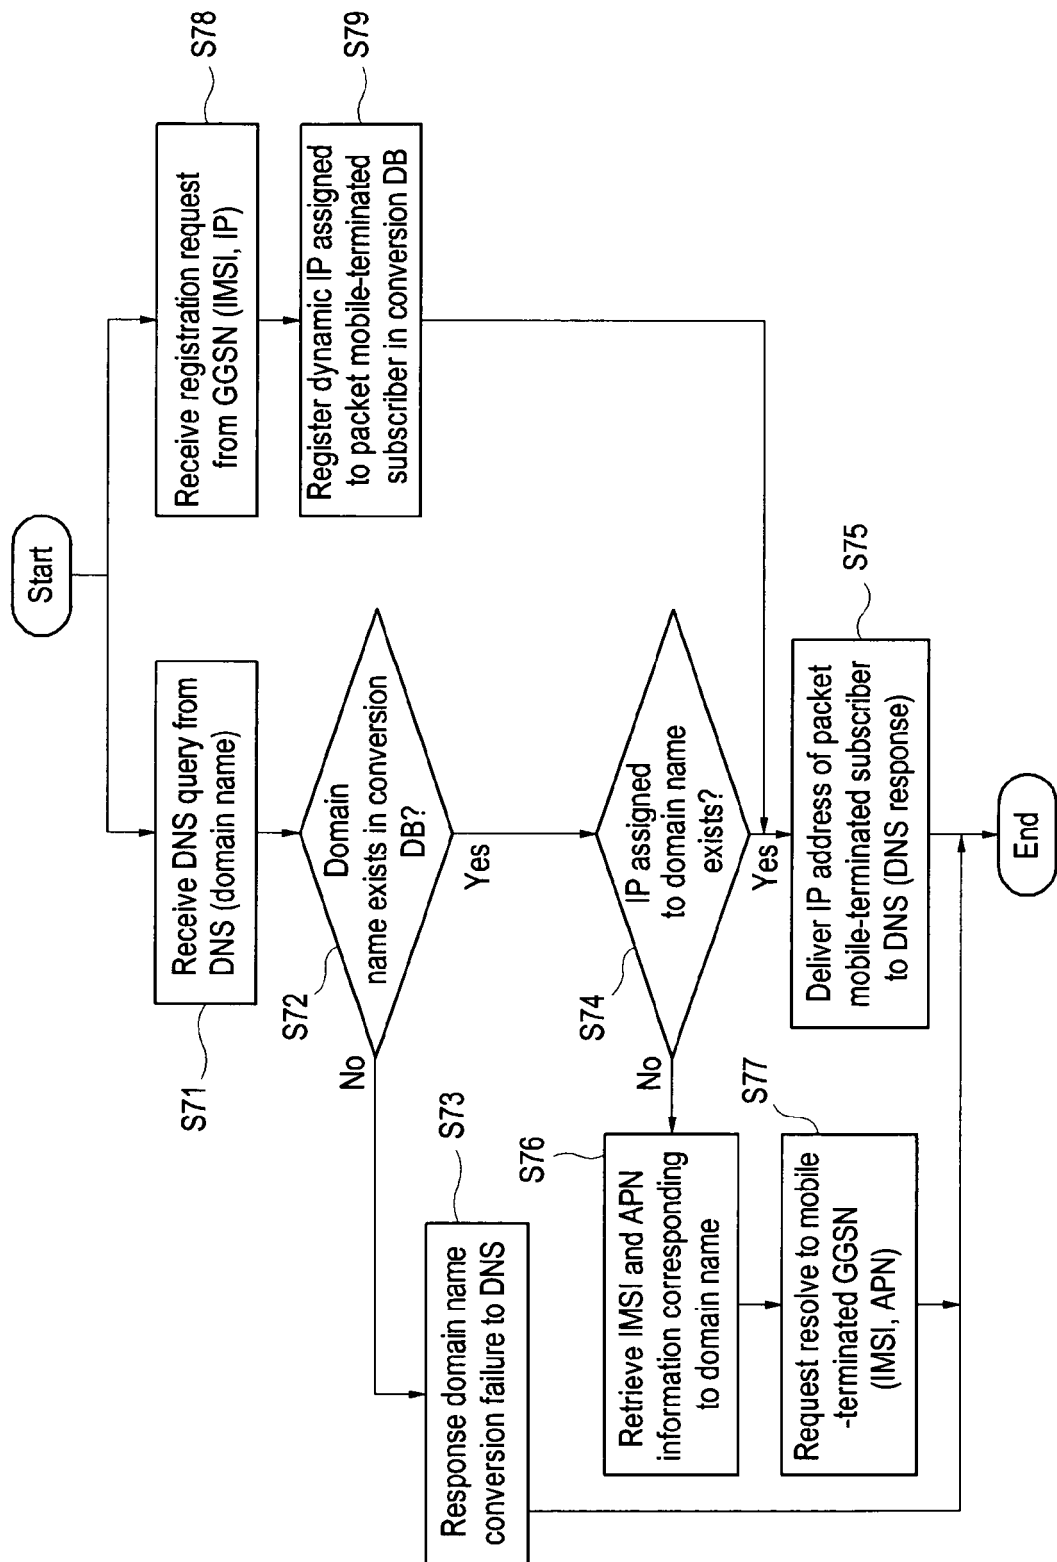 Start
Receive DNS query from
DNS (domain name)
S71
Domain
name exists in conversion
DB?
S72
No
Yes
Response domain name
conversion failure to DNS
S73
IP assigned
to domain name
exists?
S74
No
Yes
Retrieve IMSI and APN
information corresponding
to domain name
S76
Request resolve to mobile
-terminated GGSN
(IMSI, APN)
S77
Deliver IP address of packet
mobile-terminated subscriber
to DNS (DNS response)
S75
Receive registration request
from GGSN (IMSI, IP)
S78
Register dynamic IP assigned
to packet mobile-terminated
subscriber in conversion DB
S79
End